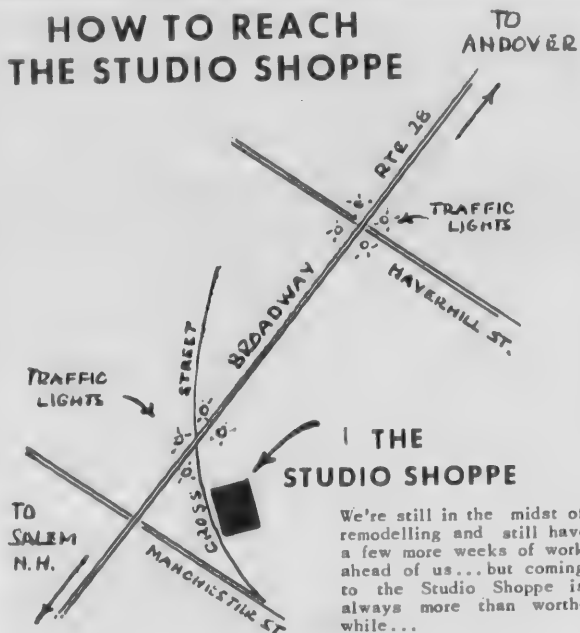 HOW TO REACH
THE STUDIO SHOPPE
TO
ANDOVER
RTE 28
TRAFFIC
LIGHTS
HAVERHILL ST.
BROADWAY
STREET
TRAFFIC
LIGHTS
THE
STUDIO SHOPPE
CROSS
TO
SALEM
N.H.
MANCHESTER ST
We're still in the midst of
remodelling and still have
a few more weeks of work
ahead of us... but coming
to the Studio Shoppe is
always more than worth-
while...